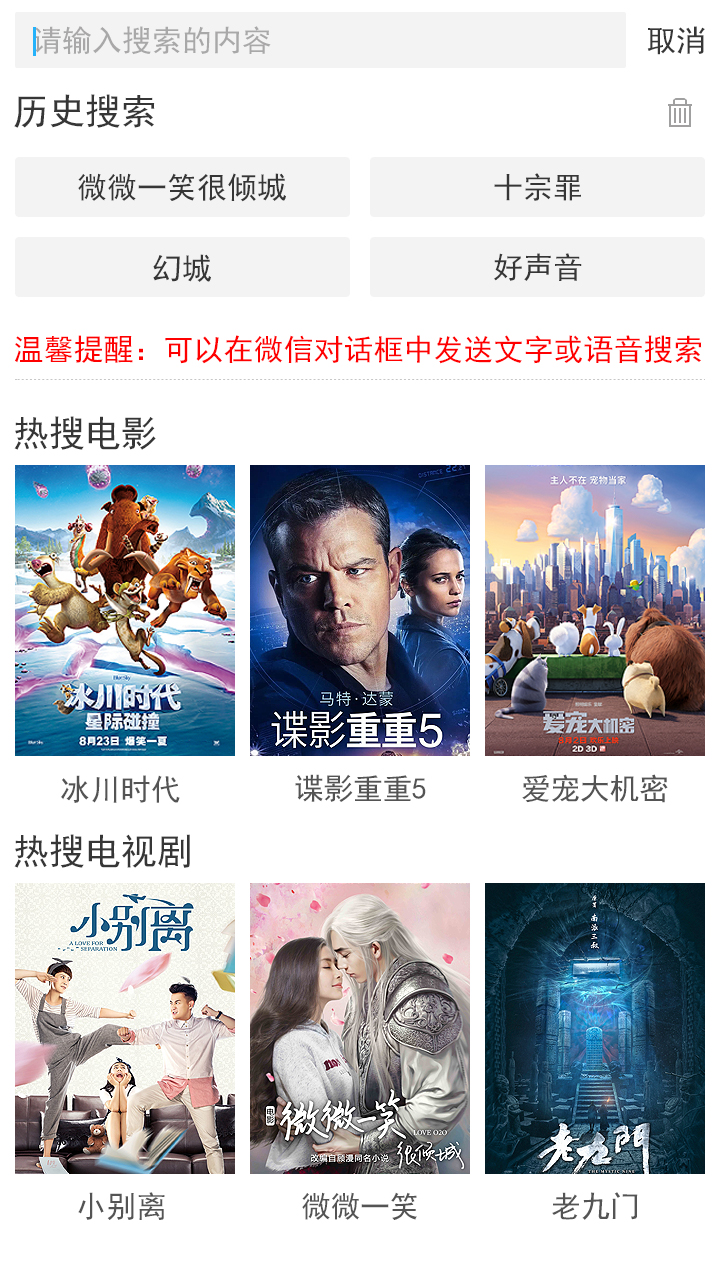 请输入搜索的内容
取消
历史搜索
微微一笑很倾城
十宗罪
幻城
好声音
温馨提醒：可以在微信对话框中发送文字或语音搜索
热搜电影
BlueSky
冰川时代
星际碰撞
8月23日 爆笑一夏
马特·达蒙
谍影重重5
主人不在 宠物当家
爱宠大机密
2D 3D
冰川时代
谍影重重5
爱宠大机密
热搜电视剧
小别离
A LOVE FOR
SEPARATION
电影
微微一笑
LOVE O2O
很倾城
改编自顾漫同名小说
南派三叔
老九门
THE MYSTIC NINE
小别离
微微一笑
老九门